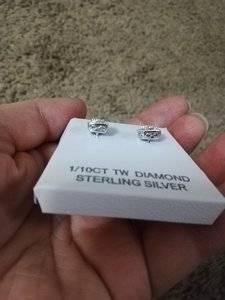 1/10CT TW DIAMOND
STERLING SILVER